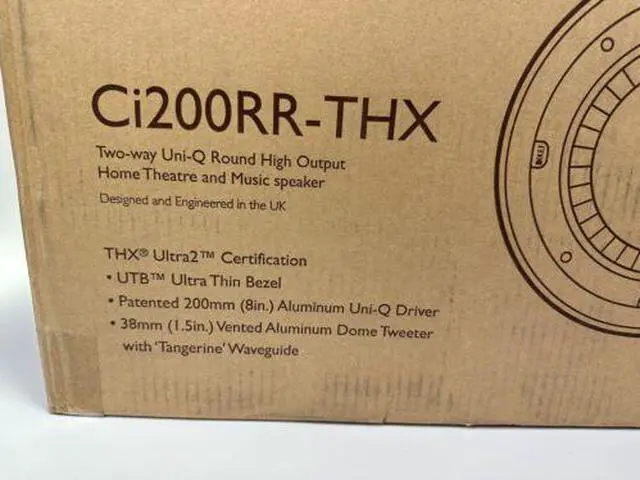 Ci200RR-THX
Two-way Uni-Q Round High Output
Home Theatre and Music speaker
Designed and Engineered in the UK
THX® Ultra2™ Certification
• UTB™ Ultra Thin Bezel
• Patented 200mm (8in.) Aluminum Uni-Q Driver
• 38mm (1.5in.) Vented Aluminum Dome Tweeter
with 'Tangerine' Waveguide
KEF